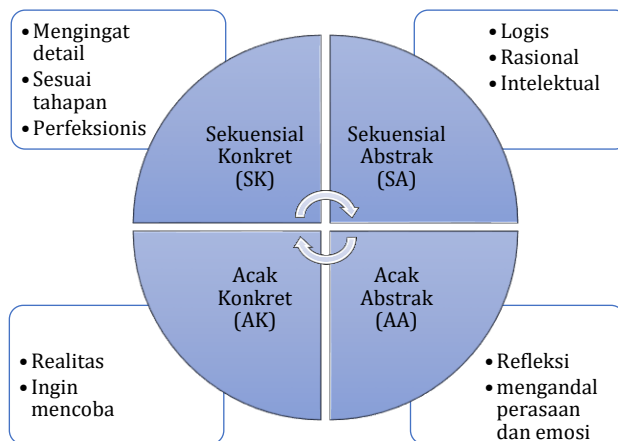 • Mengingat
detail
• Sesuai
tahapan
• Perfeksionis
• Logis
• Rasional
• Intelektual
Sekuensial
Konkret
(SK)
Sekuensial
Abstrak
(SA)
Acak
Konkret
(AK)
Acak
Abstrak
(AA)
• Realitas
• Ingin
mencoba
• Refleksi
• mengandal
perasaan
dan emosi